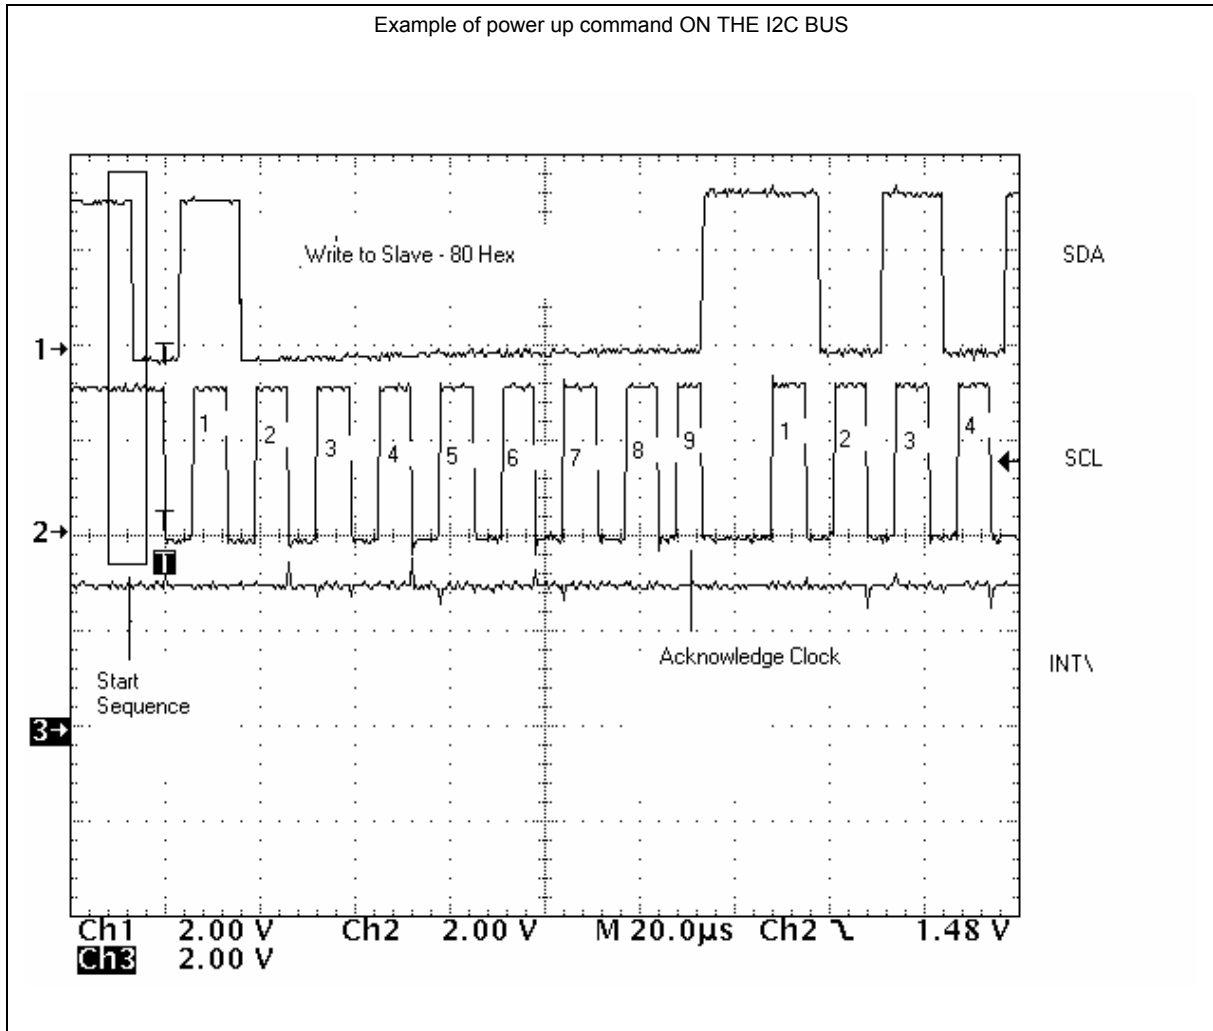 Example of power up command ON THE I2C BUS
Write to Slave - 80 Hex
SDA
1→
T
1 2 3 4 5 6 7 8 9 1 2 3 4
SCL
2→
T
T
Acknowledge Clock
INT\
Start
Sequence
3→
Ch1 2.00 V Ch2 2.00 V M 20.0µs Ch2 1.48 V
Ch3 2.00 V